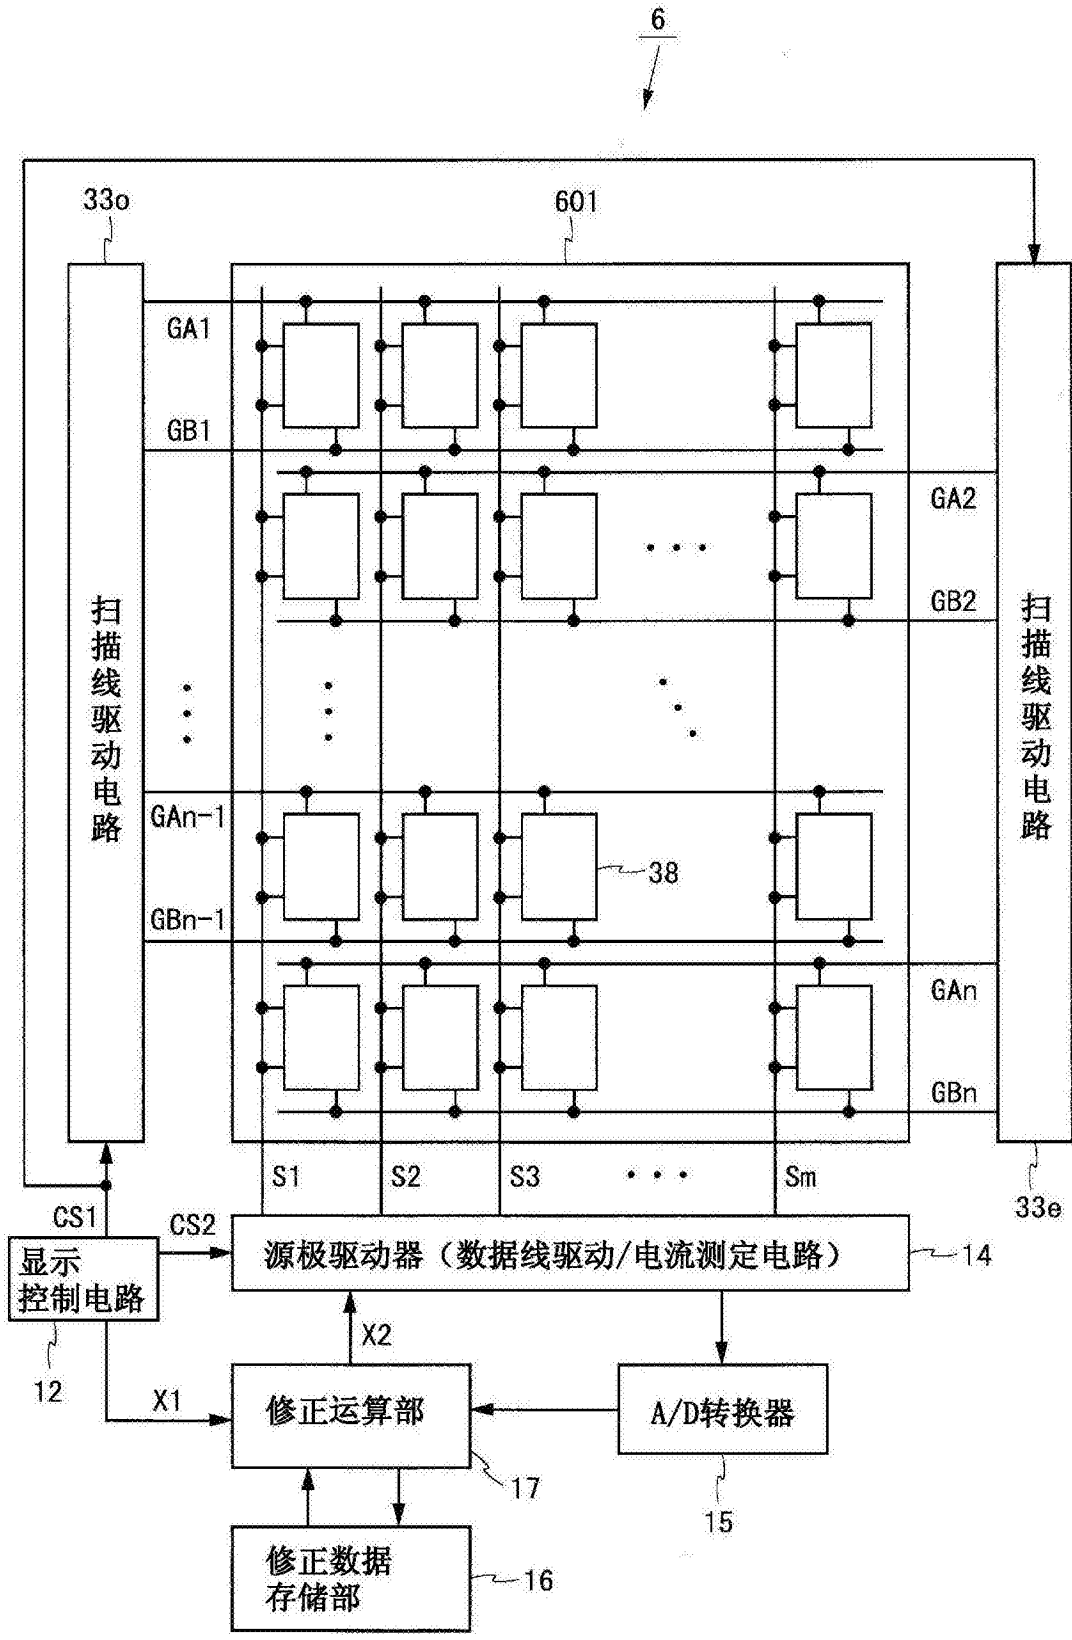 6
33o
601
GA1
GB1
GA2
GB2
扫描线驱动电路
扫描线驱动电路
GAn-1
38
GBn-1
GAn
GBn
S1
S2
S3
Sm
33e
CS1
CS2
显示
控制电路
源极驱动器（数据线驱动/电流测定电路）
14
12
X2
X1
修正运算部
A/D转换器
17
15
修正数据
存储部
16